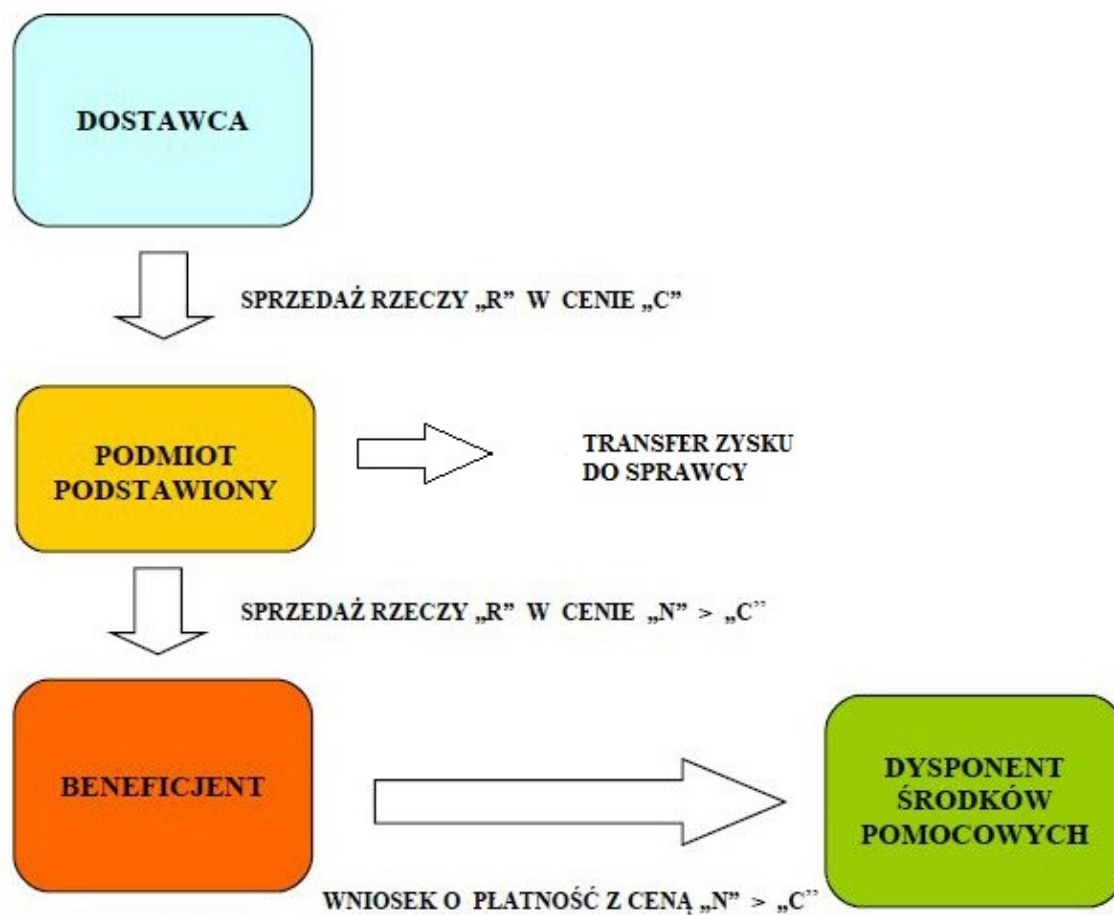 DOSTAWCA
SPRZEDAŻ RZECZY „R” W CENIE „C”
PODMIOT
PODSTAWIONY
TRANSFER ZYSKU
DO SPRAWCY
SPRZEDAŻ RZECZY „R” W CENIE „N” > „C”
BENEFICJENT
DYSPONENT
ŚRODKÓW
POMOCOWYCH
WNIOSEK O PŁATNOŚĆ Z CENĄ „N” > „C”